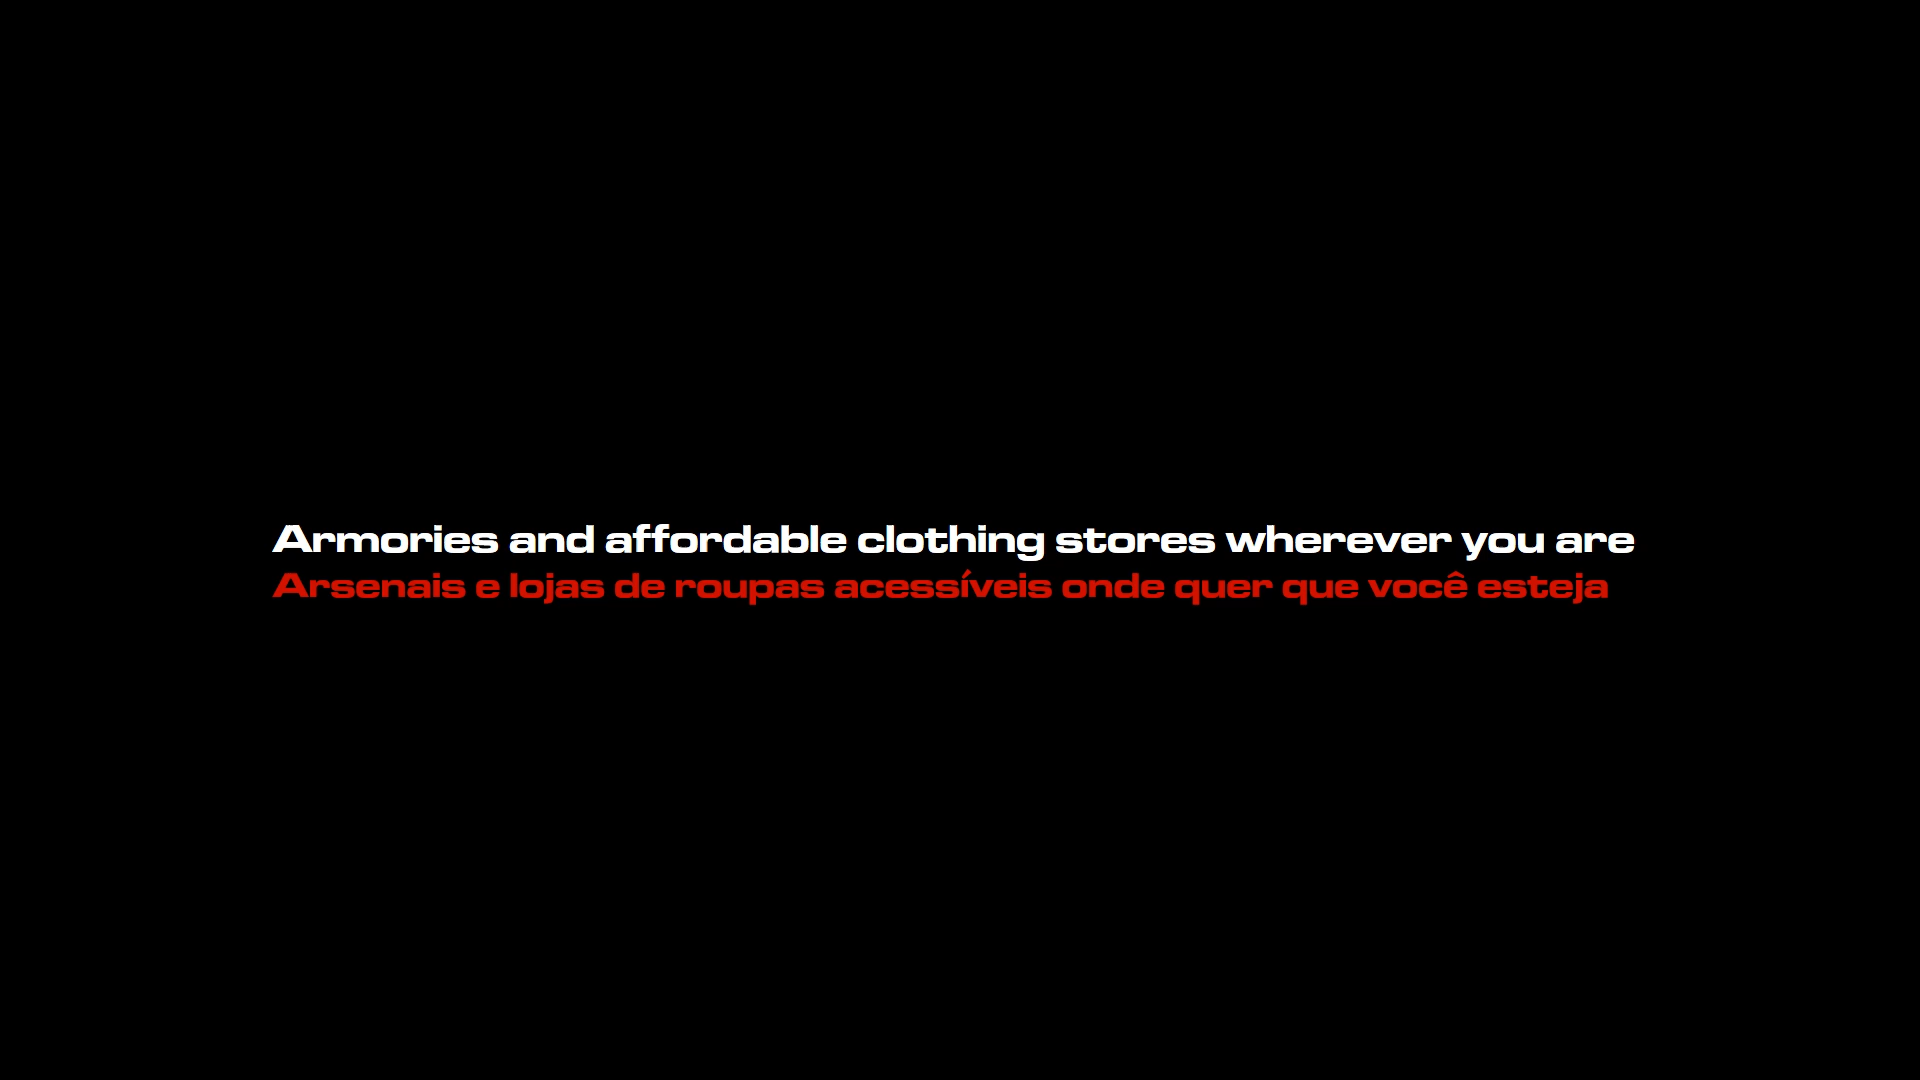 Armories and affordable clothing stores wherever you are
Arsenais e lojas de roupas acessíveis onde quer que você esteja